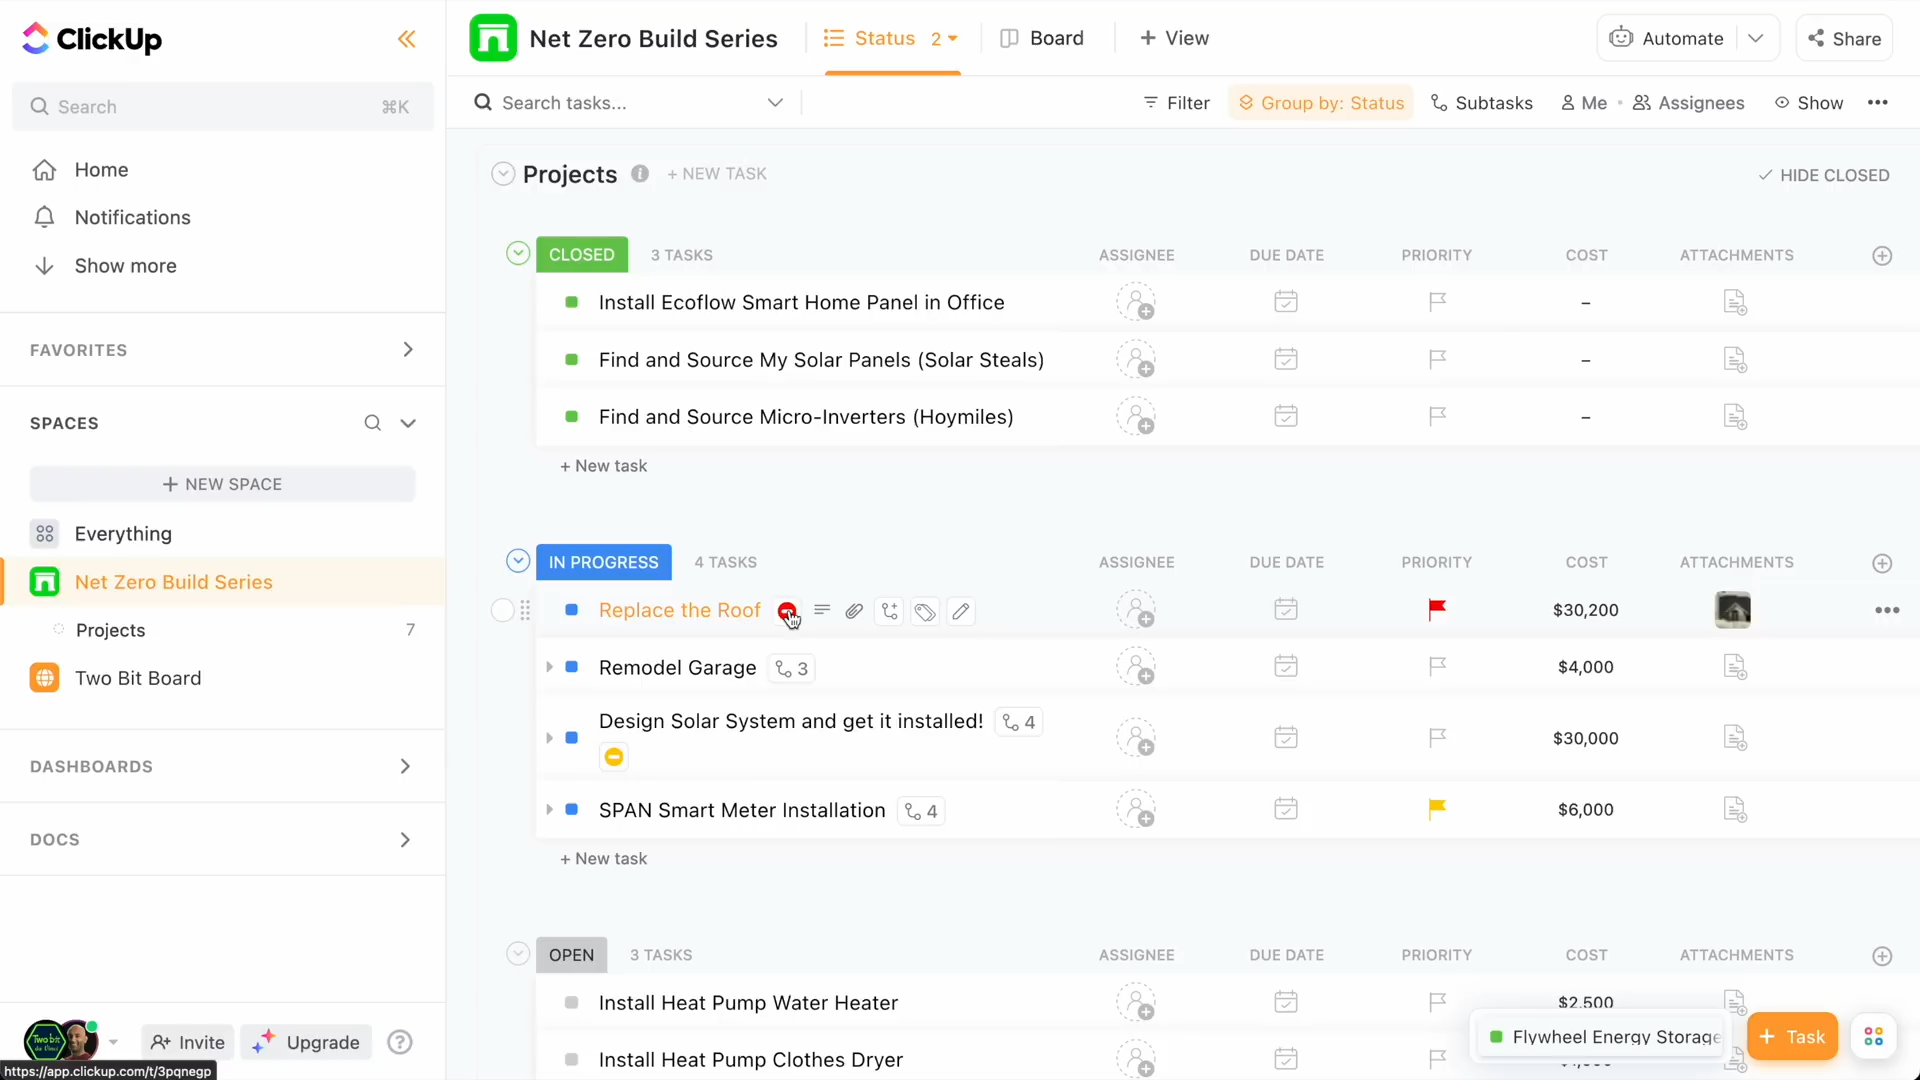 ClickUp
Search ⌘K
Home
Notifications
Show more
FAVORITES
SPACES
+ NEW SPACE
Everything
Net Zero Build Series
Projects 7
Two Bit Board
DASHBOARDS
DOCS
Invite
Upgrade
https://app.clickup.com/t/3pqnegp
Net Zero Build Series
Status 2
Board
+ View
Automate
Share
Search tasks...
Filter
Group by: Status
Subtasks
Me
Assignees
Show
Projects
+ NEW TASK
HIDE CLOSED
CLOSED 3 TASKS ASSIGNEE DUE DATE PRIORITY COST ATTACHMENTS
Install Ecoflow Smart Home Panel in Office –
Find and Source My Solar Panels (Solar Steals) –
Find and Source Micro-Inverters (Hoymiles) –
+ New task
IN PROGRESS 4 TASKS ASSIGNEE DUE DATE PRIORITY COST ATTACHMENTS
Replace the Roof $30,200
Remodel Garage 3 $4,000
Design Solar System and get it installed! 4 $30,000
SPAN Smart Meter Installation 4 $6,000
+ New task
OPEN 3 TASKS ASSIGNEE DUE DATE PRIORITY COST ATTACHMENTS
Install Heat Pump Water Heater $2,500
Install Heat Pump Clothes Dryer
Flywheel Energy Storage
+ Task